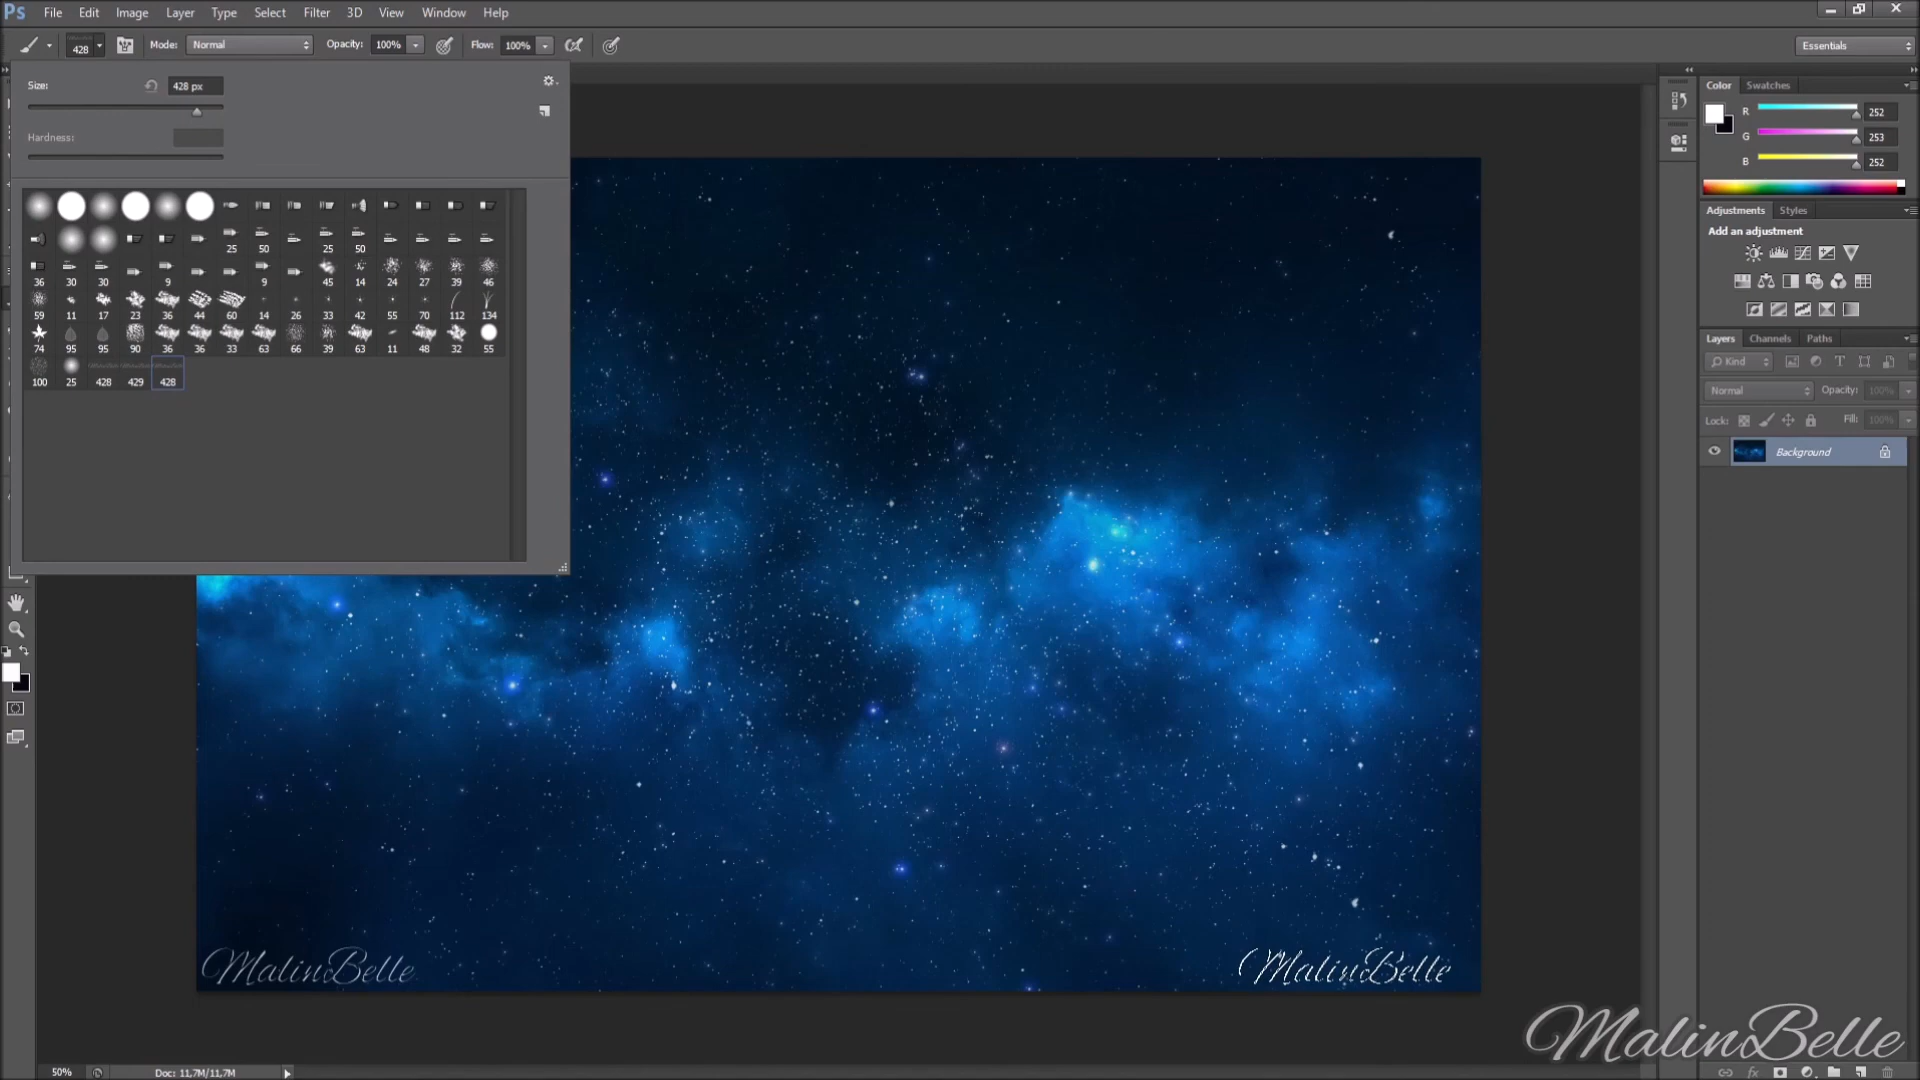 Ps File Edit Image Layer Type Select Filter 3D View Window Help
428 Mode: Normal Opacity: 100% Flow: 100% Essentials
Size: 428 px
Hardness:
25 50 25 50
36 30 30 9 9 45 14 24 27 39 46
59 11 17 23 36 44 60 14 26 33 42 55 70 112 134
74 95 95 90 36 36 33 63 66 39 63 11 48 32 55
100 25 428 429 428
Color Swatches
R 252
G 253
B 252
Adjustments Styles
Add an adjustment
Layers Channels Paths
Kind
Normal Opacity: 100%
Lock: Fill: 100%
Background
MalinBelle
MalinBelle
MalinBelle
50% Doc: 11,7M/11,7M